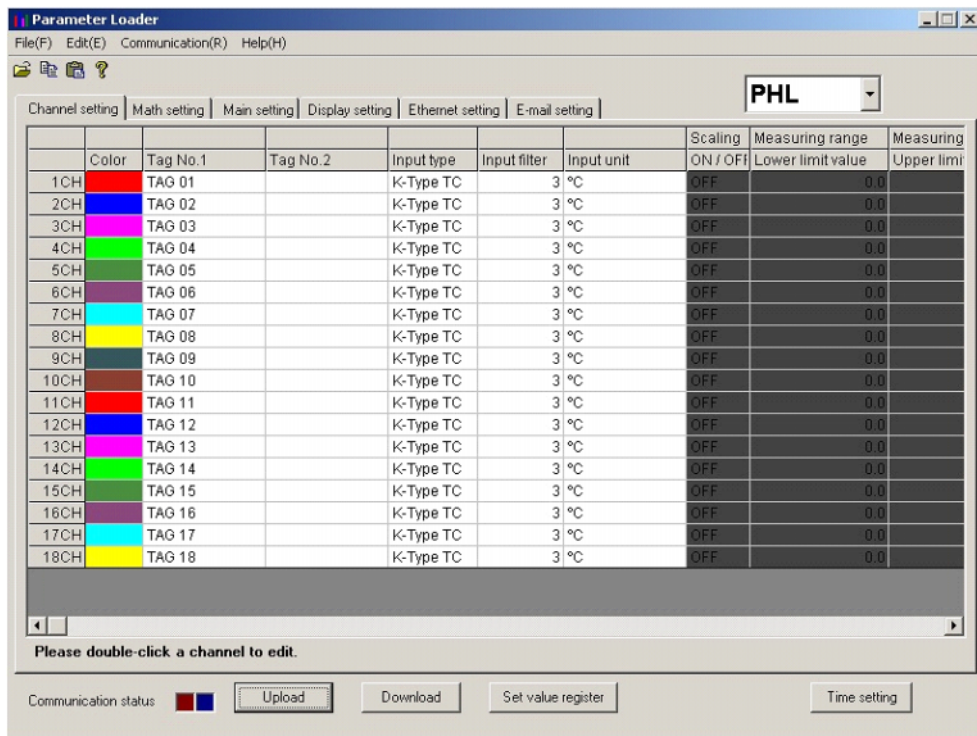 Parameter Loader
File(F) Edit(E) Communication(R) Help(H)
PHL
Channel setting Math setting Main setting Display setting Ethernet setting E-mail setting
Scaling Measuring range Measuring
Color Tag No.1 Tag No.2 Input type Input filter Input unit ON / OFF Lower limit value Upper limi
1CH TAG 01 K-Type TC 3 °C OFF 0.0
2CH TAG 02 K-Type TC 3 °C OFF 0.0
3CH TAG 03 K-Type TC 3 °C OFF 0.0
4CH TAG 04 K-Type TC 3 °C OFF 0.0
5CH TAG 05 K-Type TC 3 °C OFF 0.0
6CH TAG 06 K-Type TC 3 °C OFF 0.0
7CH TAG 07 K-Type TC 3 °C OFF 0.0
8CH TAG 08 K-Type TC 3 °C OFF 0.0
9CH TAG 09 K-Type TC 3 °C OFF 0.0
10CH TAG 10 K-Type TC 3 °C OFF 0.0
11CH TAG 11 K-Type TC 3 °C OFF 0.0
12CH TAG 12 K-Type TC 3 °C OFF 0.0
13CH TAG 13 K-Type TC 3 °C OFF 0.0
14CH TAG 14 K-Type TC 3 °C OFF 0.0
15CH TAG 15 K-Type TC 3 °C OFF 0.0
16CH TAG 16 K-Type TC 3 °C OFF 0.0
17CH TAG 17 K-Type TC 3 °C OFF 0.0
18CH TAG 18 K-Type TC 3 °C OFF 0.0
Please double-click a channel to edit.
Communication status Upload Download Set value register Time setting